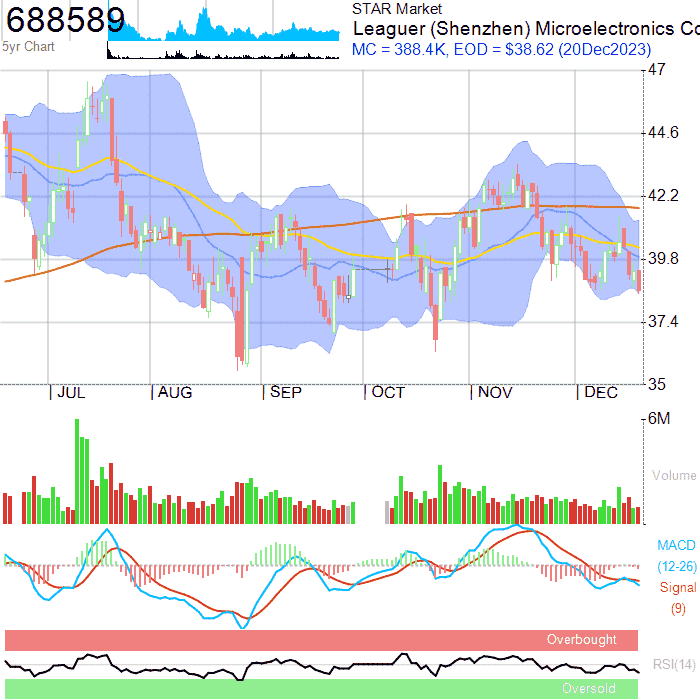 688589
5yr Chart
STAR Market
Leaguer (Shenzhen) Microelectronics Co
MC = 388.4K, EOD = $38.62 (20Dec2023)
47
44.6
42.2
39.8
37.4
35
JUL
AUG
SEP
OCT
NOV
DEC
6M
Volume
MACD
(12-26)
Signal
(9)
Overbought
RSI(14)
Oversold